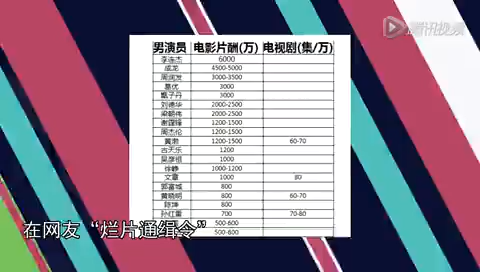 腾讯视频
男演员 电影片酬(万) 电视剧(集/万)
李连杰 6000
成龙 4500-5000
周润发 3000-3500
葛优 3000
甄子丹 3000
刘德华 2000-2500
梁朝伟 2000-2500
谢霆锋 1200-1500
周杰伦 1200-1500
黄渤 1200-1500 60-70
古天乐 1200
吴彦祖 1000
徐峥 1000-1200
文章 1000 80
郭富城 800
黄晓明 800 60-70
陈坤 800
孙红雷 700 70-80
500-600
500-600
在网友“烂片通缉令”